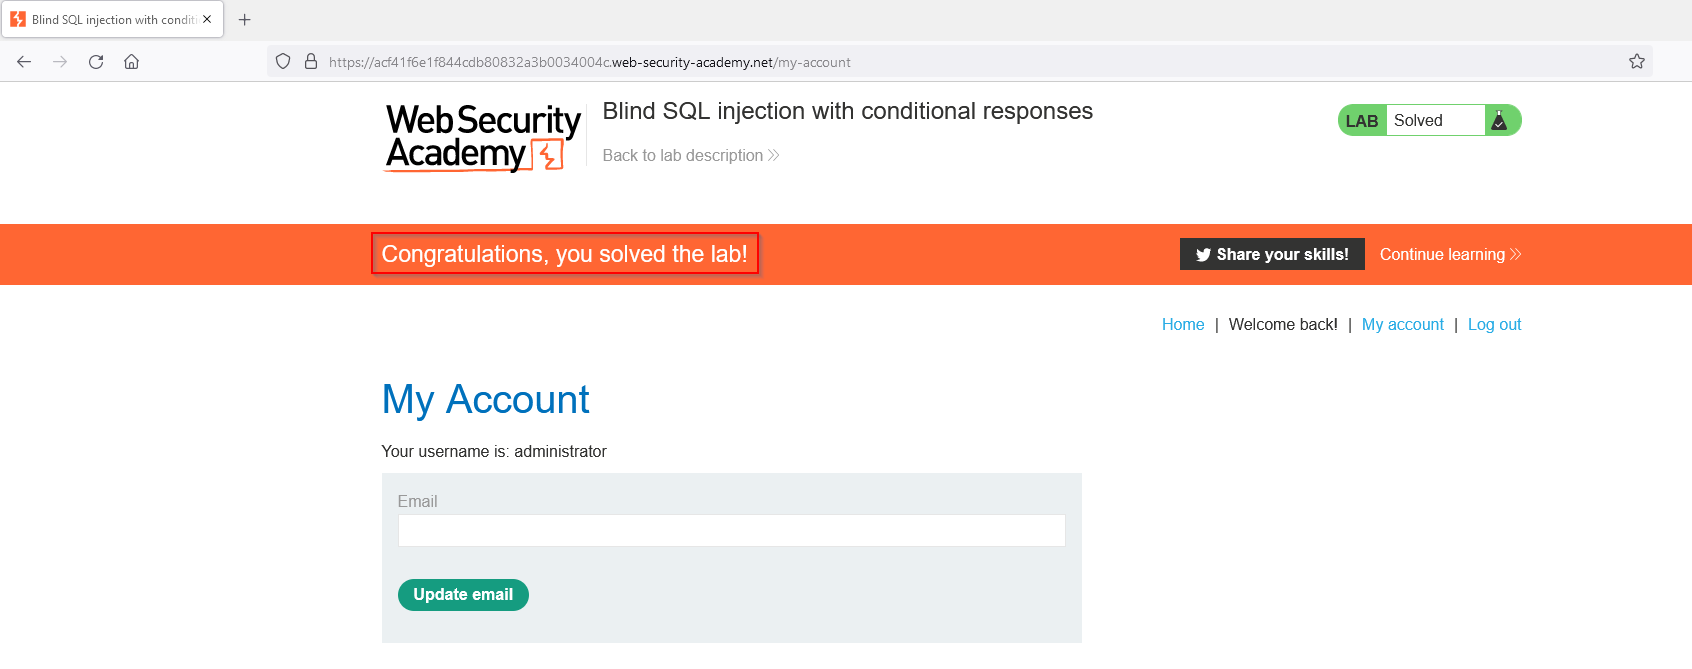 Blind SQL injection with condit
https://acf41f6e1f844cdb80832a3b0034004c.web-security-academy.net/my-account
Web Security
Academy
Blind SQL injection with conditional responses
Back to lab description
LAB Solved
Congratulations, you solved the lab!
Share your skills!
Continue learning
Home | Welcome back! | My account | Log out
My Account
Your username is: administrator
Email
Update email